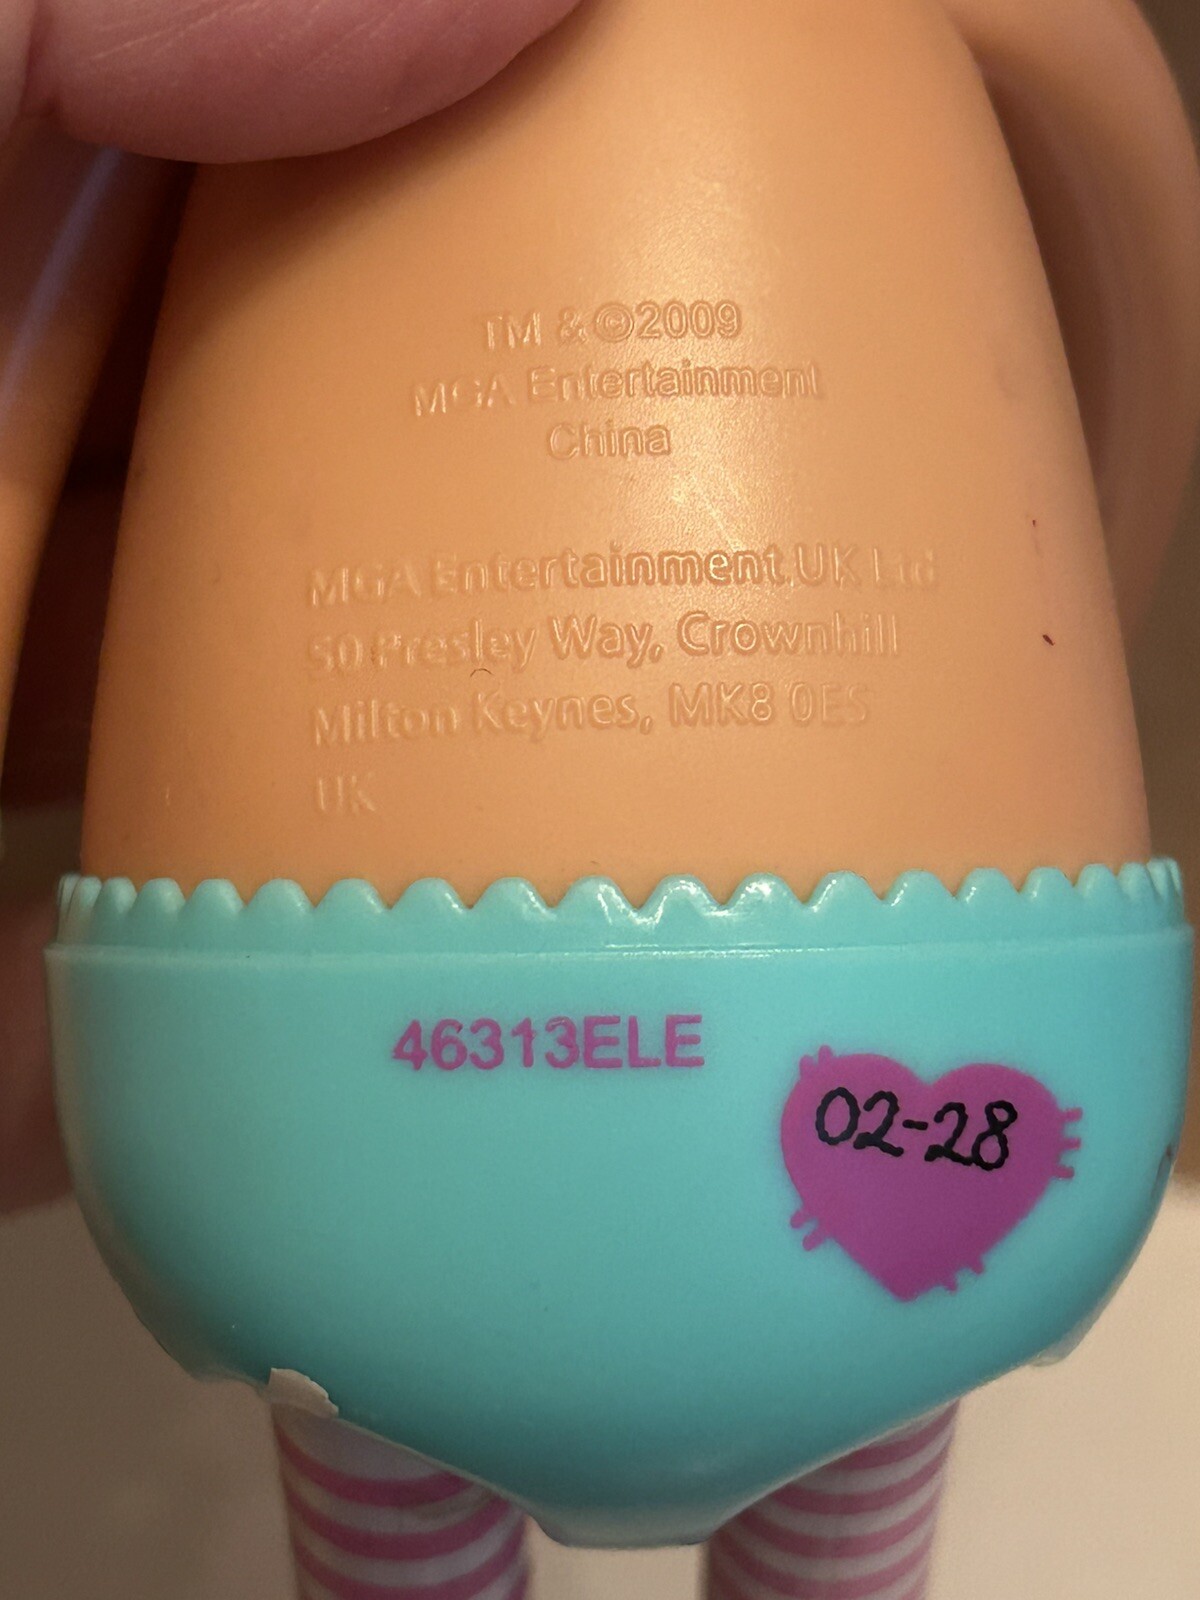 TM & ©2009
MGA Entertainment
China
MGA Entertainment UK Ltd
50 Presley Way, Crownhill
Milton Keynes, MK8 0ES
UK
46313ELE
02-28